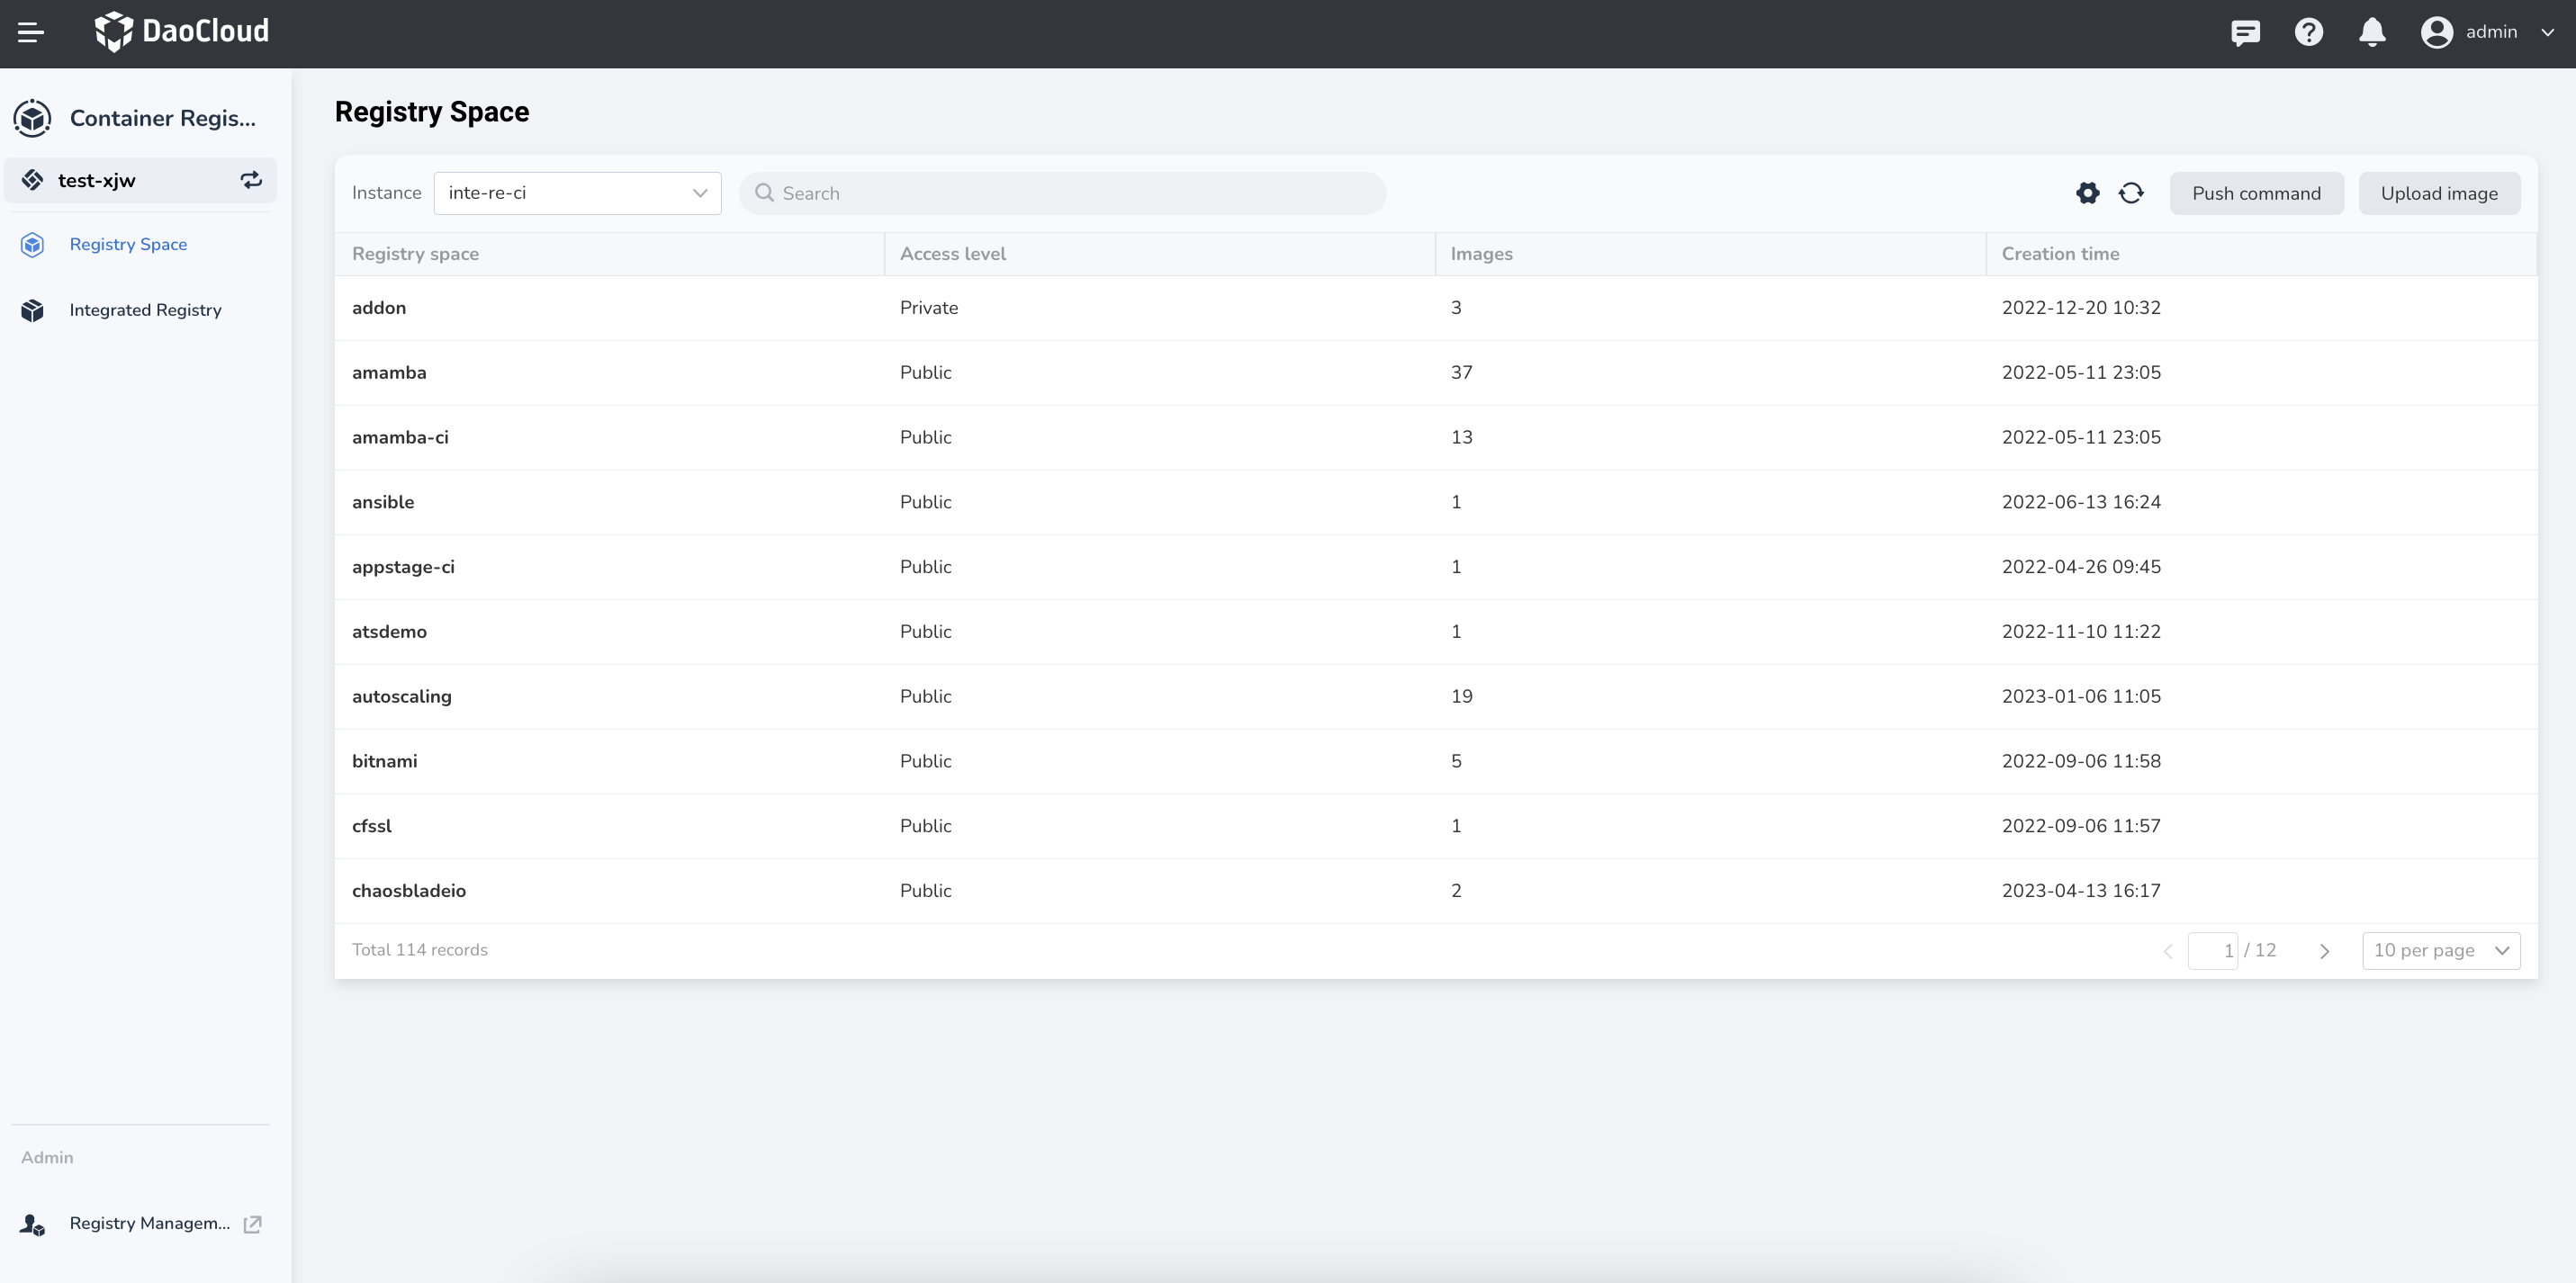 DaoCloud
admin
Container Regis...
test-xjw
Registry Space
Integrated Registry
Admin
Registry Managem...
Registry Space
Instance inte-re-ci Search Push command Upload image
Registry space Access level Images Creation time
addon Private 3 2022-12-20 10:32
amamba Public 37 2022-05-11 23:05
amamba-ci Public 13 2022-05-11 23:05
ansible Public 1 2022-06-13 16:24
appstage-ci Public 1 2022-04-26 09:45
atsdemo Public 1 2022-11-10 11:22
autoscaling Public 19 2023-01-06 11:05
bitnami Public 5 2022-09-06 11:58
cfssl Public 1 2022-09-06 11:57
chaosbladeio Public 2 2023-04-13 16:17
Total 114 records 1 / 12 10 per page